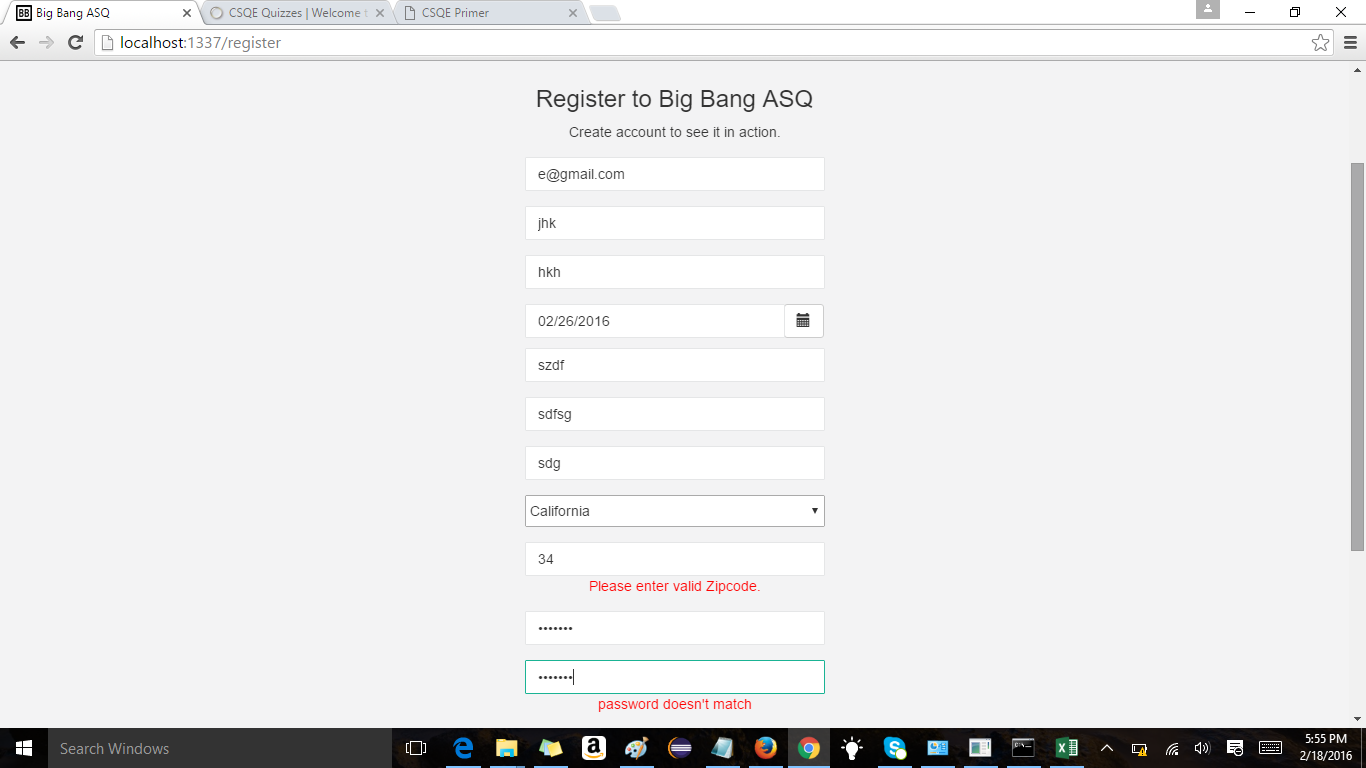 BB Big Bang ASQ
CSQE Quizzes | Welcome t
CSQE Primer
localhost:1337/register
Register to Big Bang ASQ
Create account to see it in action.
e@gmail.com
jhk
hkh
02/26/2016
szdf
sdfsg
sdg
California
34
Please enter valid Zipcode.
•••••••
•••••••
password doesn't match
Search Windows
5:55 PM
2/18/2016